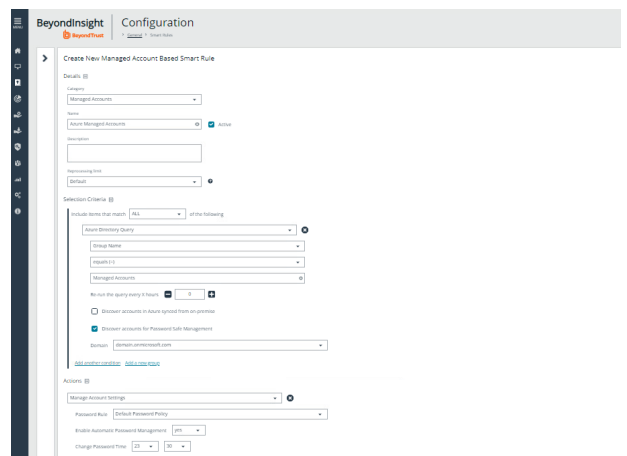 MENU
BeyondInsight
BeyondTrust
Configuration
General > Smart Rules
Create New Managed Account Based Smart Rule
Details
Category
Managed Accounts
Name
Azure Managed Accounts
Active
Description
Reprocessing limit
Default
Selection Criteria
Include items that match ALL of the following
Azure Directory Query
Group Name
equals (=)
Managed Accounts
Re-run the query every X hours 0
Discover accounts in Azure synced from on premise
Discover accounts for Password Safe Management
Domain domain.onmicrosoft.com
Add another condition Add a new group
Actions
Manage Account Settings
Password Rule Default Password Policy
Enable Automatic Password Management yes
Change Password Time 23 30